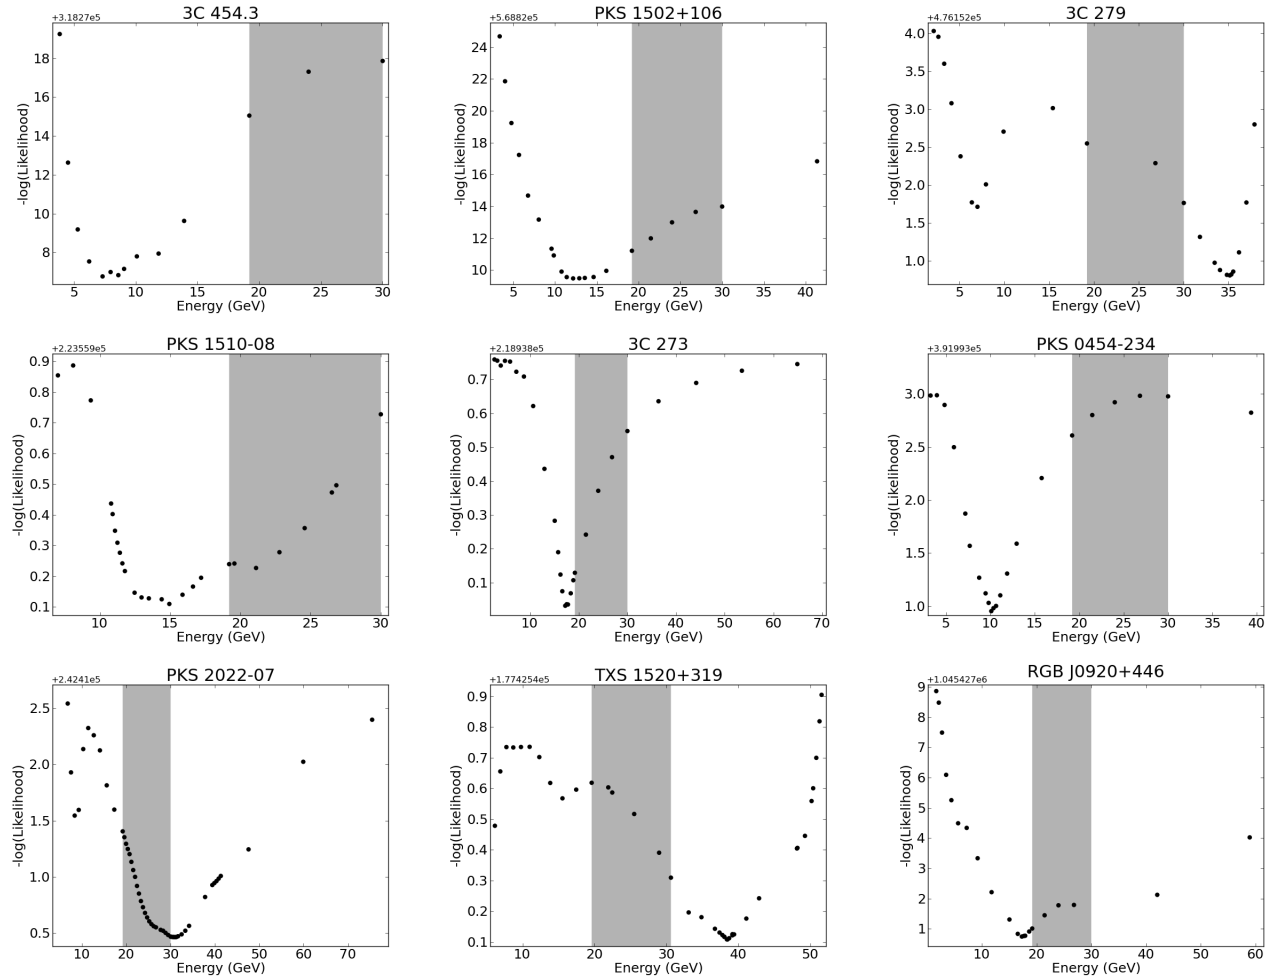 3C 454.3
+3.1827e5
18
16
14
12
10
8
-log(Likelihood)
5 10 15 20 25 30
Energy (GeV)
PKS 1502+106
+5.6882e5
24
22
20
18
16
14
12
10
-log(Likelihood)
5 10 15 20 25 30 35 40
Energy (GeV)
3C 279
+4.76152e5
4.0
3.5
3.0
2.5
2.0
1.5
1.0
-log(Likelihood)
5 10 15 20 25 30 35
Energy (GeV)
PKS 1510-08
+2.23559e5
0.9
0.8
0.7
0.6
0.5
0.4
0.3
0.2
0.1
-log(Likelihood)
10 15 20 25 30
Energy (GeV)
3C 273
+2.18938e5
0.7
0.6
0.5
0.4
0.3
0.2
0.1
-log(Likelihood)
10 20 30 40 50 60 70
Energy (GeV)
PKS 0454-234
+3.91993e5
3.0
2.5
2.0
1.5
1.0
-log(Likelihood)
5 10 15 20 25 30 35 40
Energy (GeV)
PKS 2022-07
+2.4241e5
2.5
2.0
1.5
1.0
0.5
-log(Likelihood)
10 20 30 40 50 60 70
Energy (GeV)
TXS 1520+319
+1.774254e5
0.9
0.8
0.7
0.6
0.5
0.4
0.3
0.2
0.1
-log(Likelihood)
10 20 30 40 50
Energy (GeV)
RGB J0920+446
+1.045427e6
9
8
7
6
5
4
3
2
1
-log(Likelihood)
10 20 30 40 50 60
Energy (GeV)